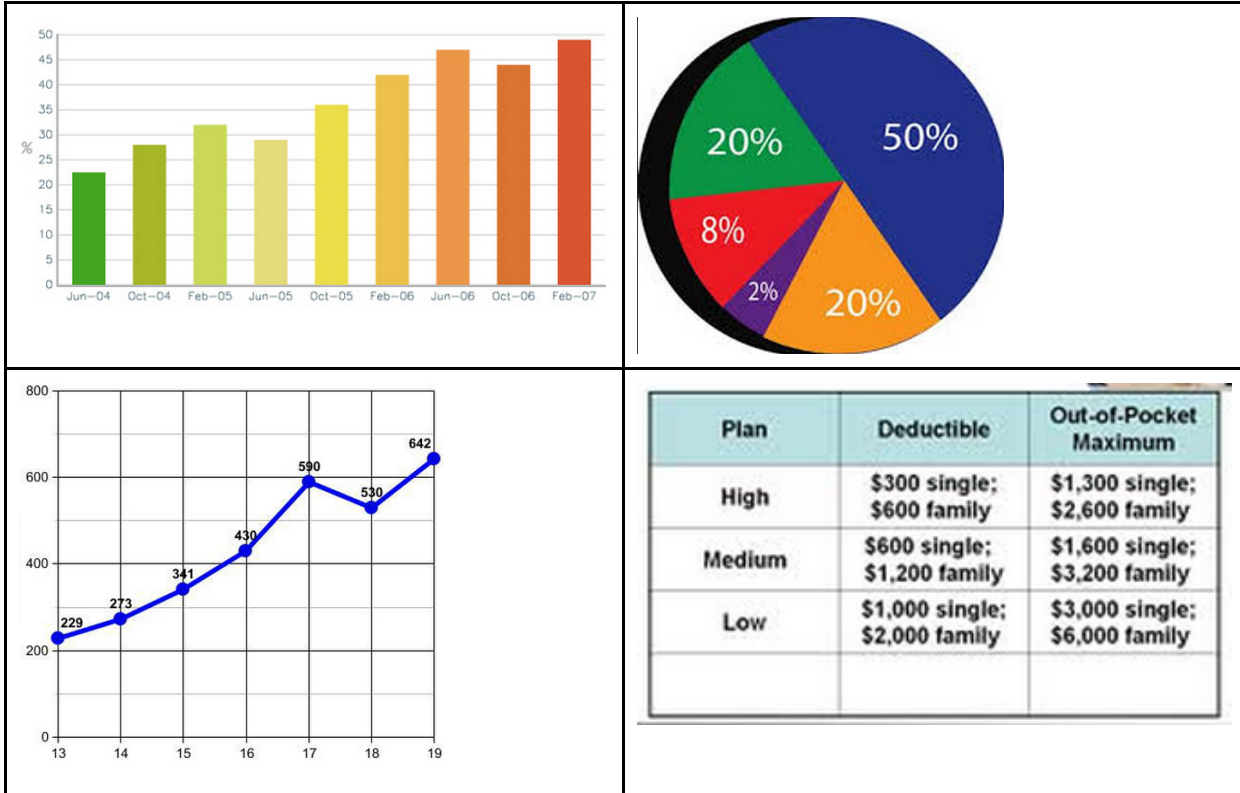 50
45
40
35
30
25
20
15
10
5
0
%
Jun-04 Oct-04 Feb-05 Jun-05 Oct-05 Feb-06 Jun-06 Oct-06 Feb-07
50%
20%
8%
2%
20%
800
600
400
200
0
229
273
341
430
590
530
642
13 14 15 16 17 18 19
Plan Deductible Out-of-Pocket
Maximum
High $300 single; $1,300 single;
$600 family $2,600 family
Medium $600 single; $1,600 single;
$1,200 family $3,200 family
Low $1,000 single; $3,000 single;
$2,000 family $6,000 family